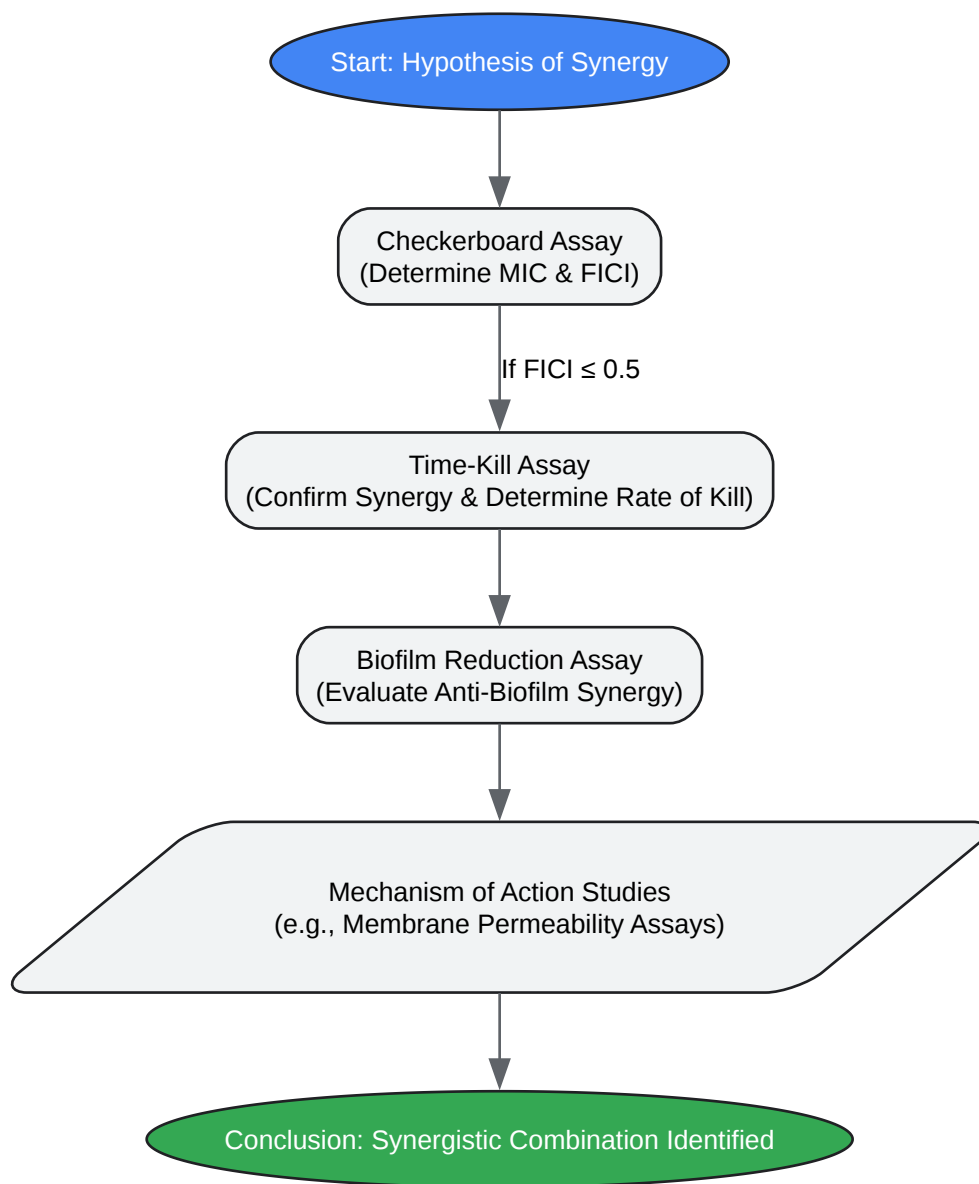 Start: Hypothesis of Synergy
Checkerboard Assay
(Determine MIC & FICI)
If FICI ≤ 0.5
Time-Kill Assay
(Confirm Synergy & Determine Rate of Kill)
Biofilm Reduction Assay
(Evaluate Anti-Biofilm Synergy)
Mechanism of Action Studies
(e.g., Membrane Permeability Assays)
Conclusion: Synergistic Combination Identified